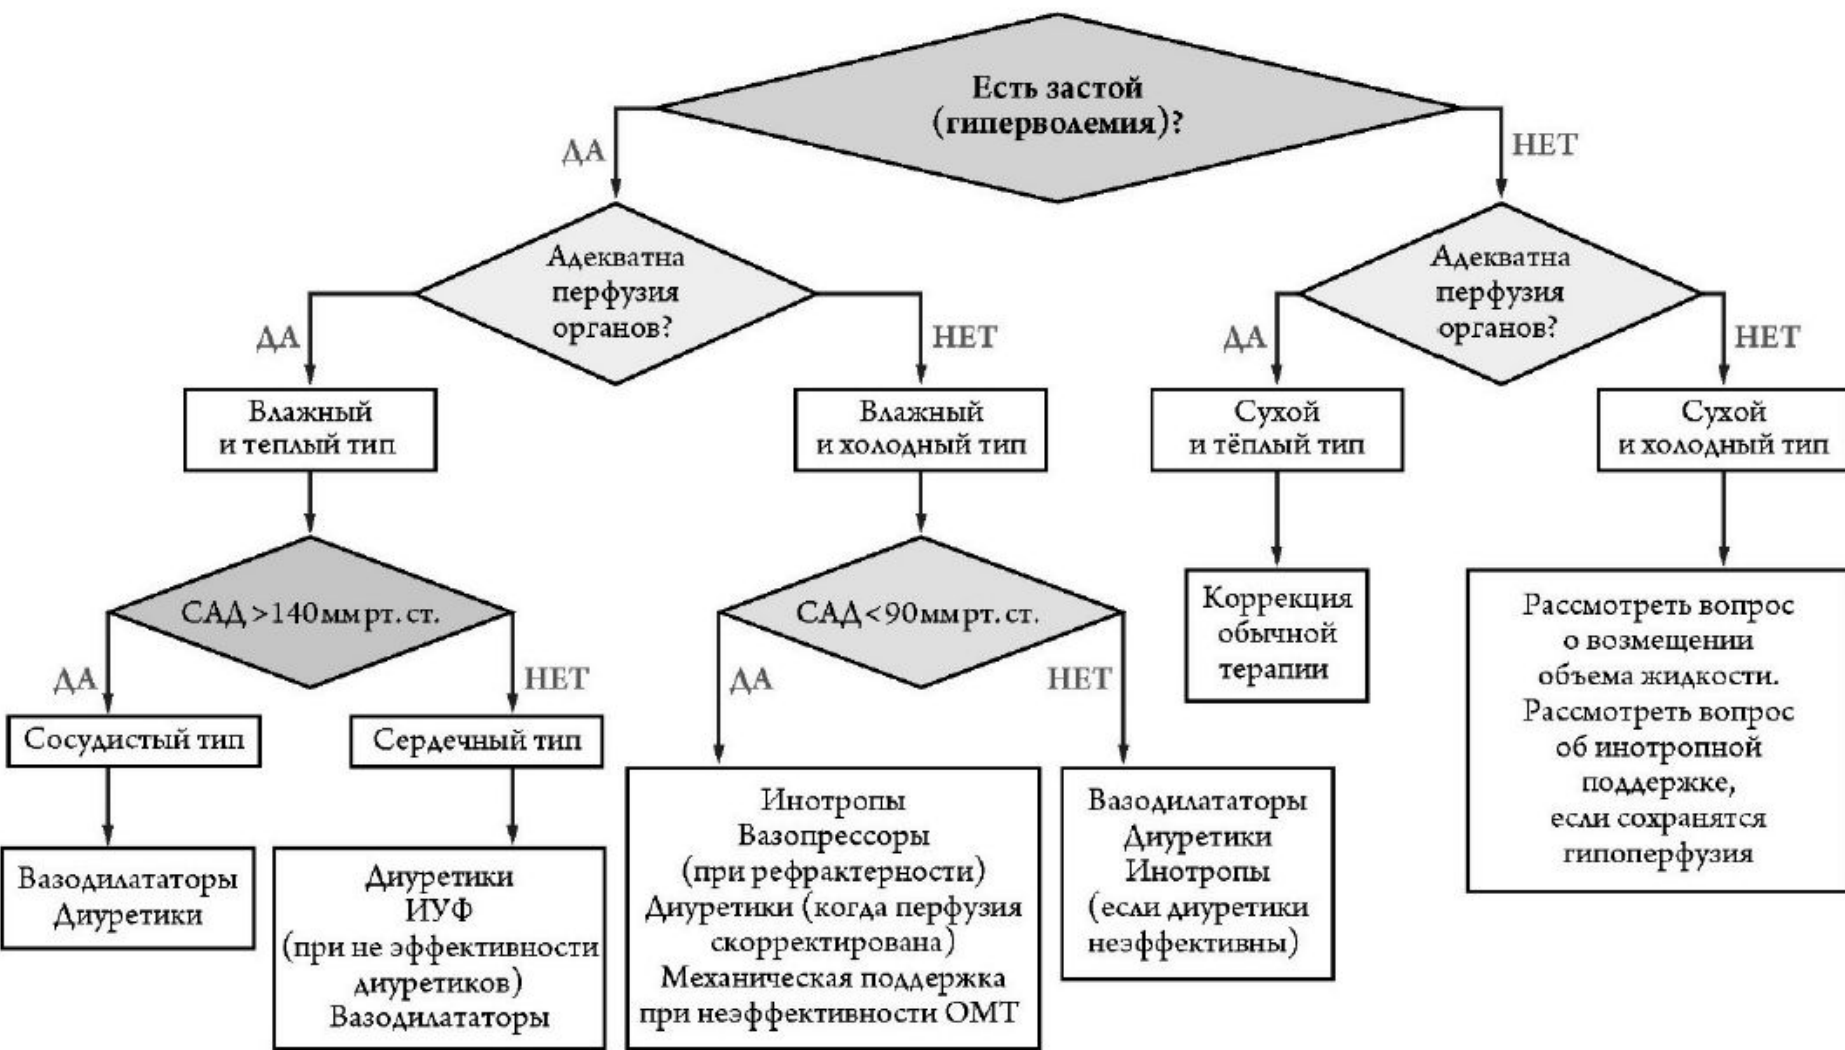 Есть застой
(гиперволемия)?
ДА
НЕТ
Адекватна
перфузия
органов?
Адекватна
перфузия
органов?
ДА
НЕТ
ДА
НЕТ
Влажный
и теплый тип
Влажный
и холодный тип
Сухой
и тёплый тип
Сухой
и холодный тип
САД>140мм рт. ст.
САД<90мм рт. ст.
Коррекция
обычной
терапии
Рассмотреть вопрос
о возмещении
объема жидкости.
Рассмотреть вопрос
об инотропной
поддержке,
если сохранятся
гипоперфузия
ДА
НЕТ
ДА
НЕТ
Сосудистый тип
Сердечный тип
Вазодилататоры
Диуретики
Диуретики
ИУФ
(при не эффективности
диуретиков)
Вазодилататоры
Инотропы
Вазопрессоры
(при рефрактерности)
Диуретики (когда перфузия
скорректирована)
Механическая поддержка
при неэффективности ОМТ
Вазодилататоры
Диуретики
Инотропы
(если диуретики
неэффективны)